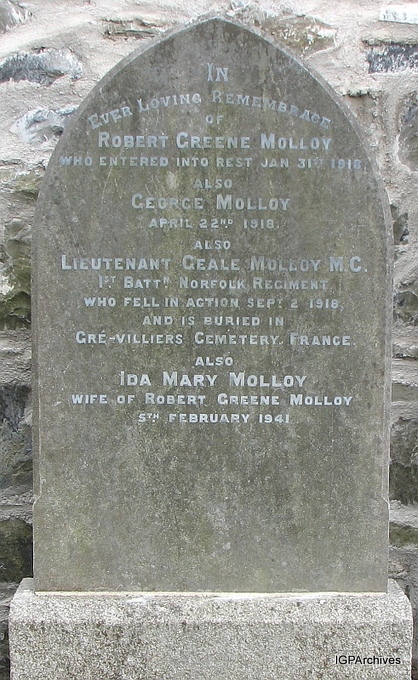 IN
EVER LOVING REMEMBRANCE
OF
ROBERT GREENE MOLLOY
WHO ENTERED INTO REST JAN 31ST 1918.
ALSO
GEORGE MOLLOY
APRIL 22ND 1918.
ALSO
LIEUTENANT GEALE MOLLOY M.C.
1ST BATTN NORFOLK REGIMENT.
WHO FELL IN ACTION SEPT 2 1918.
AND IS BURIED IN
GRÉ-VILLIERS CEMETERY, FRANCE.
ALSO
IDA MARY MOLLOY
WIFE OF ROBERT GREENE MOLLOY
5TH FEBRUARY 1941
IGPArchives